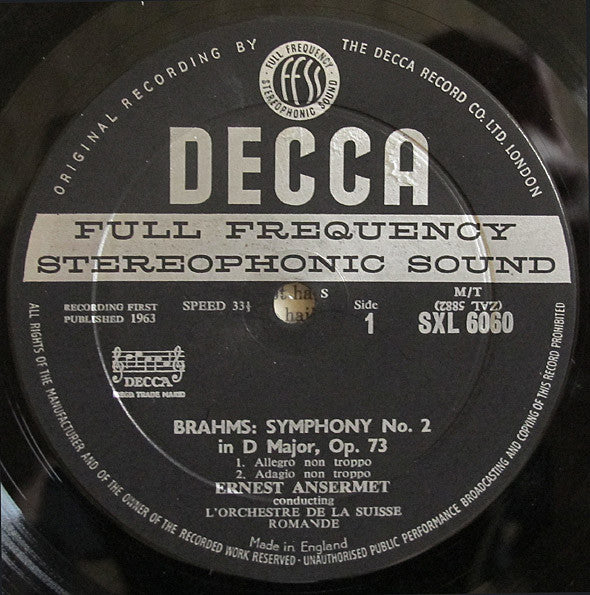 ORIGINAL RECORDING BY THE DECCA RECORD CO. LTD. LONDON
FULL FREQUENCY
FFSS
STEREOPHONIC SOUND
DECCA
FULL FREQUENCY
STEREOPHONIC SOUND
RECORDING FIRST
PUBLISHED 1963
SPEED 33⅓
S
Side
1
M/T
(ZAL 5882)
SXL 6060
DECCA
REGD TRADE MARK
BRAHMS: SYMPHONY No. 2
in D Major, Op. 73
1. Allegro non troppo
2. Adagio non troppo
ERNEST ANSERMET
conducting
L'ORCHESTRE DE LA SUISSE
ROMANDE
Made in England
ALL RIGHTS OF THE MANUFACTURER AND OF THE OWNER OF THE RECORDED WORK RESERVED - UNAUTHORISED PUBLIC PERFORMANCE BROADCASTING AND COPYING OF THIS RECORD PROHIBITED